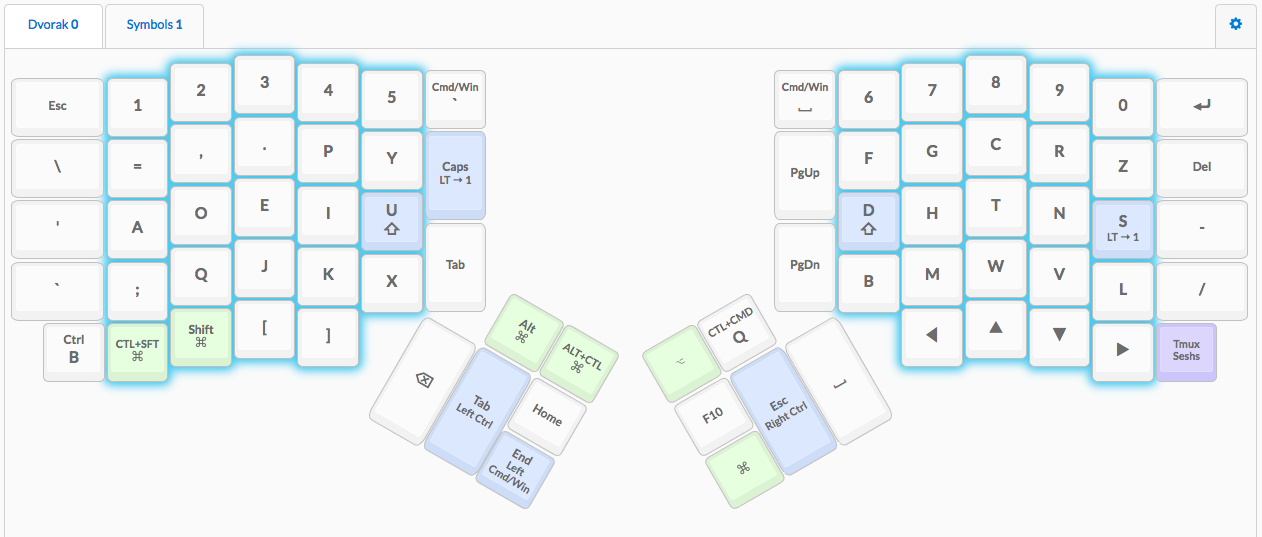 Dvorak 0
Symbols 1
Esc
1
2
3
4
5
Cmd/Win
`
Cmd/Win
6
7
8
9
0
\
=
,
.
P
Y
Caps
LT → 1
PgUp
F
G
C
R
Z
Del
'
A
O
E
I
U
D
H
T
N
S
LT → 1
-
`
;
Q
J
K
X
Tab
PgDn
B
M
W
V
L
/
Ctrl
B
CTL+SFT
⌘
Shift
⌘
[
]
◀
▲
▼
▶
Tmux
Seshs
Alt
⌘
ALT+CTL
⌘
Tab
Left Ctrl
Home
End
Left
Cmd/Win
CTL+CMD
Q
F10
Esc
Right Ctrl
⌘